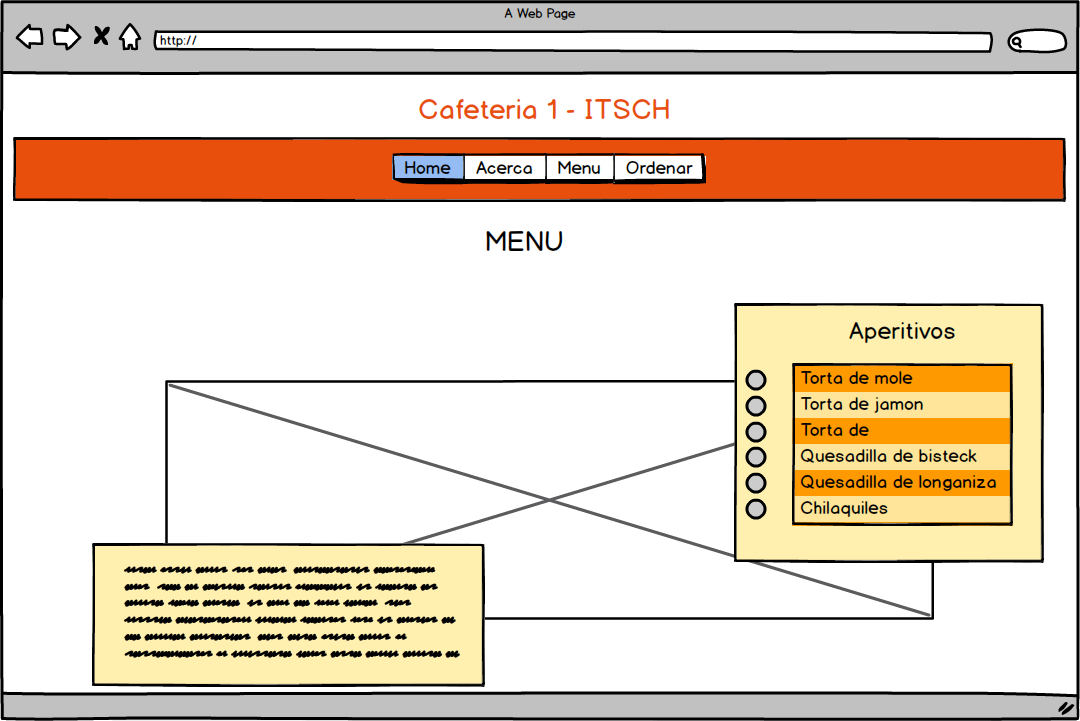 A Web Page
http://
Cafeteria 1 - ITSCH
Home Acerca Menu Ordenar
MENU
Aperitivos
Torta de mole
Torta de jamon
Torta de
Quesadilla de bisteck
Quesadilla de longaniza
Chilaquiles